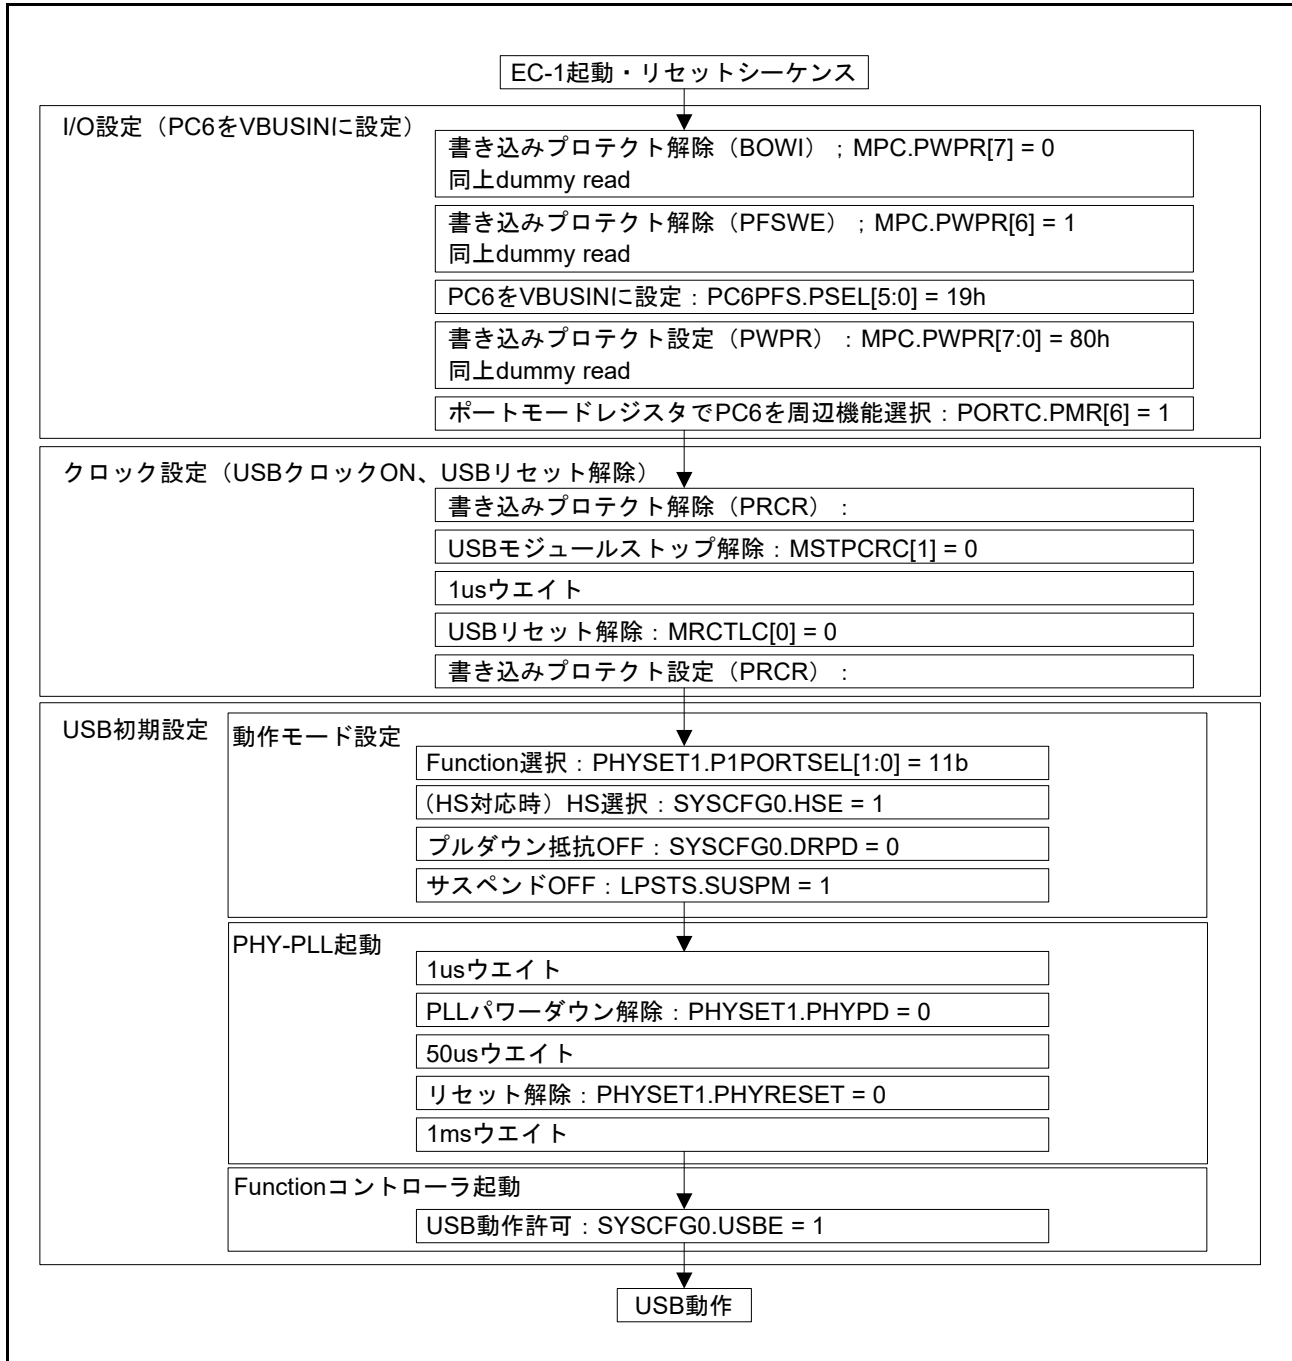 EC-1起動・リセットシーケンス
I/O設定（PC6をVBUSINに設定）
書き込みプロテクト解除（BOWI）；MPC.PWPR[7] = 0
同上dummy read
書き込みプロテクト解除（PFSWE）；MPC.PWPR[6] = 1
同上dummy read
PC6をVBUSINに設定：PC6PFS.PSEL[5:0] = 19h
書き込みプロテクト設定（PWPR）：MPC.PWPR[7:0] = 80h
同上dummy read
ポートモードレジスタでPC6を周辺機能選択：PORTC.PMR[6] = 1
クロック設定（USBクロックON、USBリセット解除）
書き込みプロテクト解除（PRCR）：
USBモジュールストップ解除：MSTPCRC[1] = 0
1usウエイト
USBリセット解除：MRCTLC[0] = 0
書き込みプロテクト設定（PRCR）：
USB初期設定
動作モード設定
Function選択：PHYSET1.P1PORTSEL[1:0] = 11b
（HS対応時）HS選択：SYSCFG0.HSE = 1
プルダウン抵抗OFF：SYSCFG0.DRPD = 0
サスペンドOFF：LPSTS.SUSPM = 1
PHY-PLL起動
1usウエイト
PLLパワーダウン解除：PHYSET1.PHYPD = 0
50usウエイト
リセット解除：PHYSET1.PHYRESET = 0
1msウエイト
Functionコントローラ起動
USB動作許可：SYSCFG0.USBE = 1
USB動作